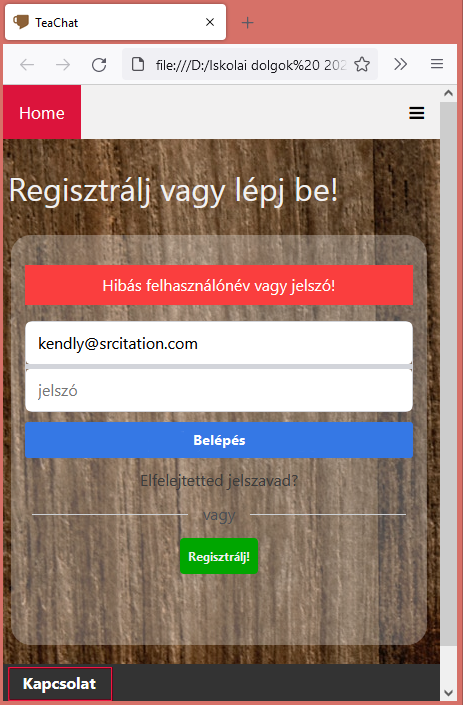 TeaChat
file:///D:/Iskolai dolgok%20 202
Home
Regisztrálj vagy lépj be!
Hibás felhasználónév vagy jelszó!
kendly@srcitation.com
jelszó
Belépés
Elfelejtetted jelszavad?
vagy
Regisztrálj!
Kapcsolat